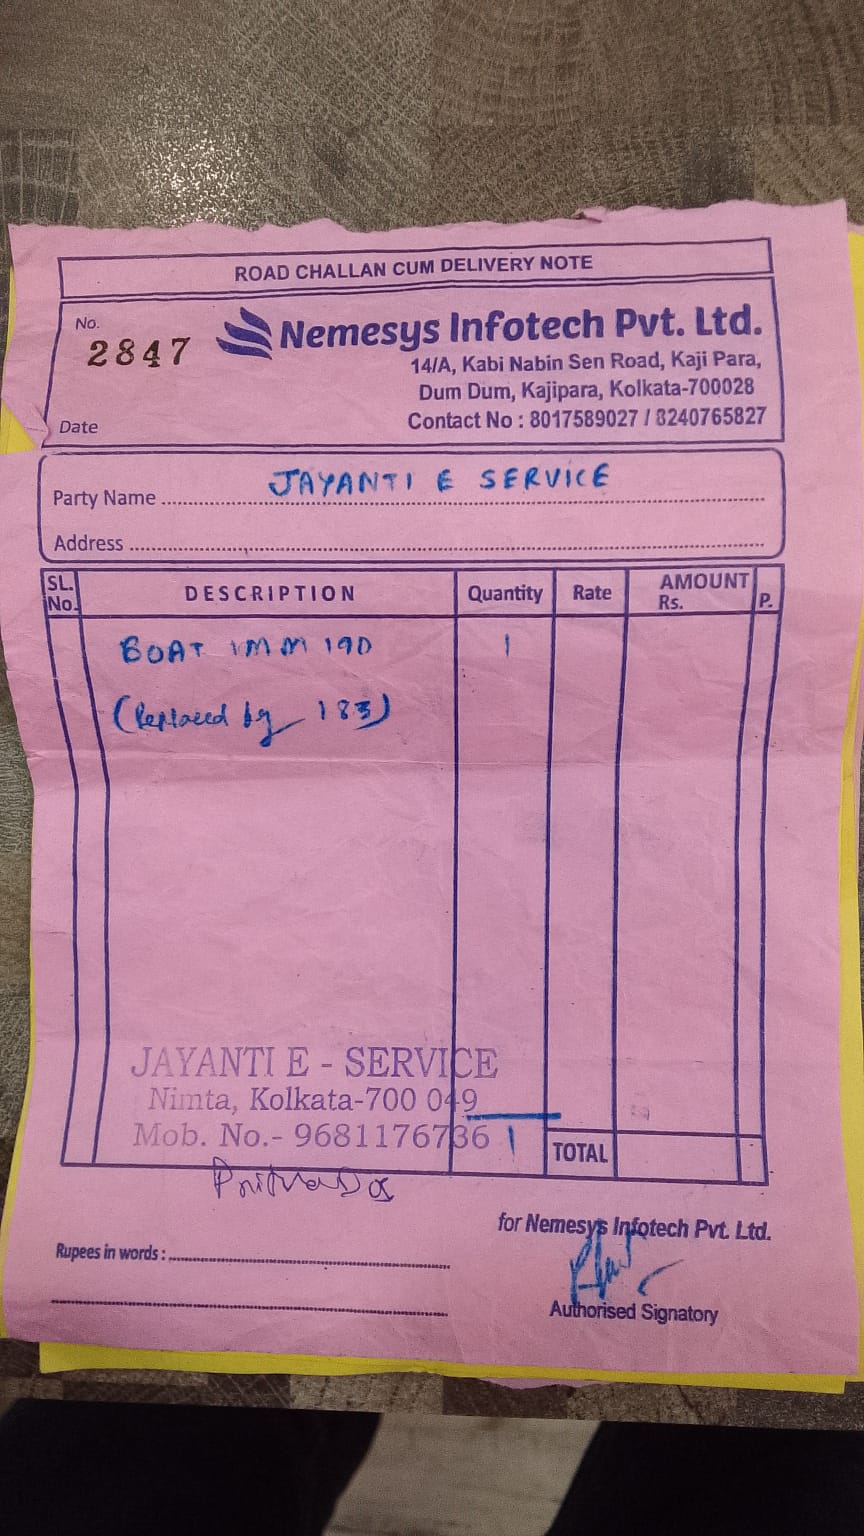 ROAD CHALLAN CUM DELIVERY NOTE
No.
2847
Nemesys Infotech Pvt. Ltd.
14/A, Kabi Nabin Sen Road, Kaji Para,
Dum Dum, Kajipara, Kolkata-700028
Date
Contact No : 8017589027 / 8240765827
Party Name JAYANTI E SERVICE
Address
SL. No. DESCRIPTION Quantity Rate AMOUNT Rs. P.
BOAT IMM 190 1
(Replaced by 183)
JAYANTI E - SERVICE
Nimta, Kolkata-700 049
Mob. No.- 9681176736 1
TOTAL
for Nemesys Infotech Pvt. Ltd.
Rupees in words :
Authorised Signatory